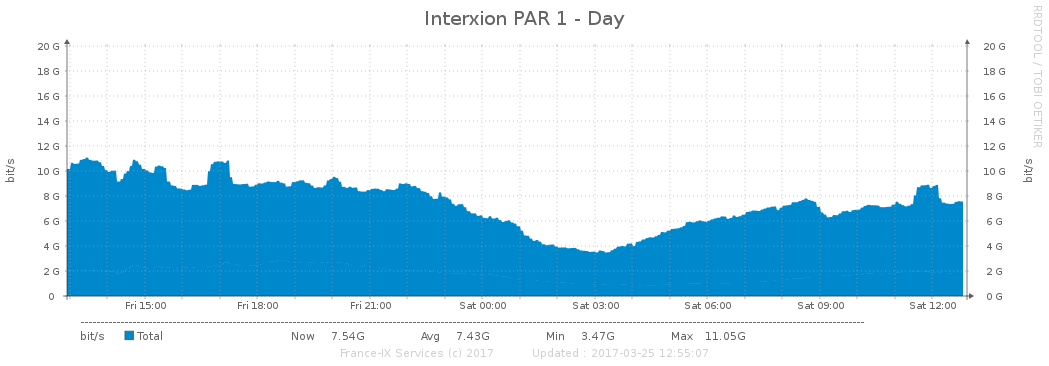 Interxion PAR 1 - Day
RRDTOOL / TOBI OETIKER
bit/s
bit/s
20 G 20 G
18 G 18 G
16 G 16 G
14 G 14 G
12 G 12 G
10 G 10 G
8 G 8 G
6 G 6 G
4 G 4 G
2 G 2 G
0 0 G
Fri 15:00 Fri 18:00 Fri 21:00 Sat 00:00 Sat 03:00 Sat 06:00 Sat 09:00 Sat 12:00
bit/s Total Now 7.54G Avg 7.43G Min 3.47G Max 11.05G
France-IX Services (c) 2017 Updated : 2017-03-25 12:55:07